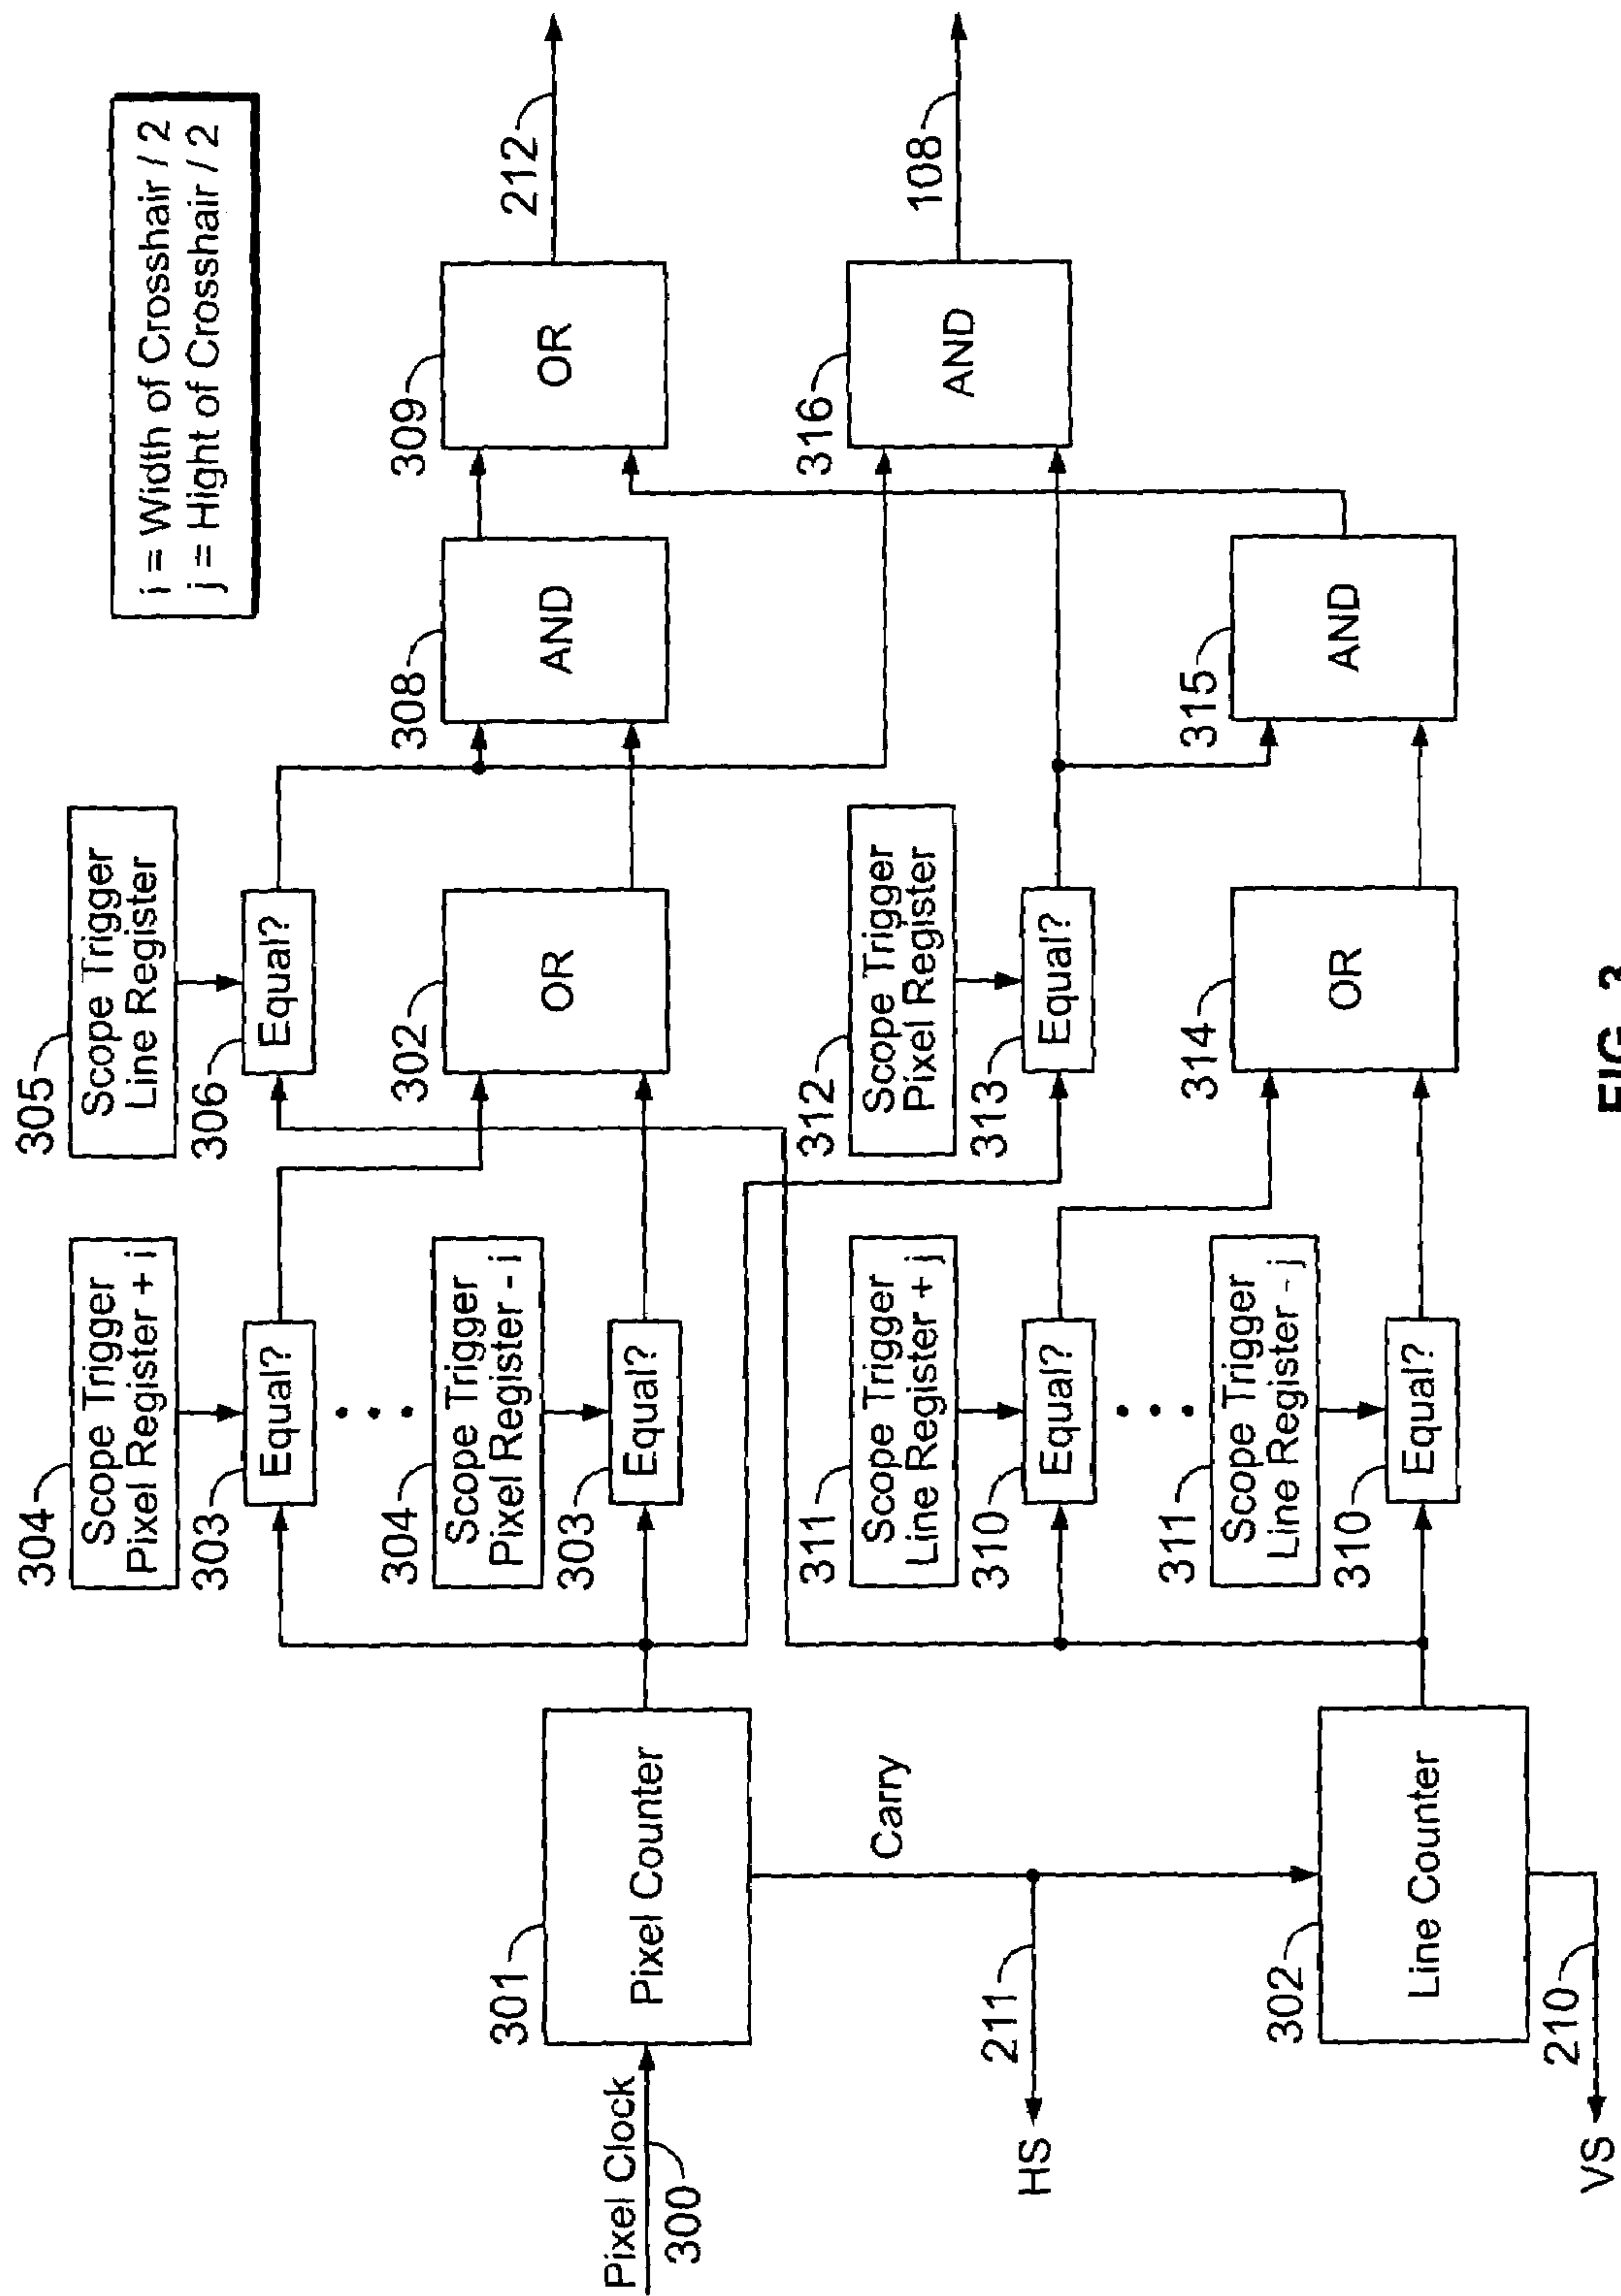 i = Width of Crosshair / 2
j = Hight of Crosshair / 2
305
Scope Trigger
Line Register
304
Scope Trigger
Pixel Register + i
306
Equal?
303
Equal?
212
309
OR
308
AND
302
OR
304
Scope Trigger
Pixel Register - i
303
Equal?
301
Pixel Counter
Pixel Clock
300
Carry
108
316
AND
312
Scope Trigger
Pixel Register
313
Equal?
311
Scope Trigger
Line Register + j
310
Equal?
211
HS
315
AND
314
OR
311
Scope Trigger
Line Register - j
310
Equal?
302
Line Counter
210
VS
FIG. 3